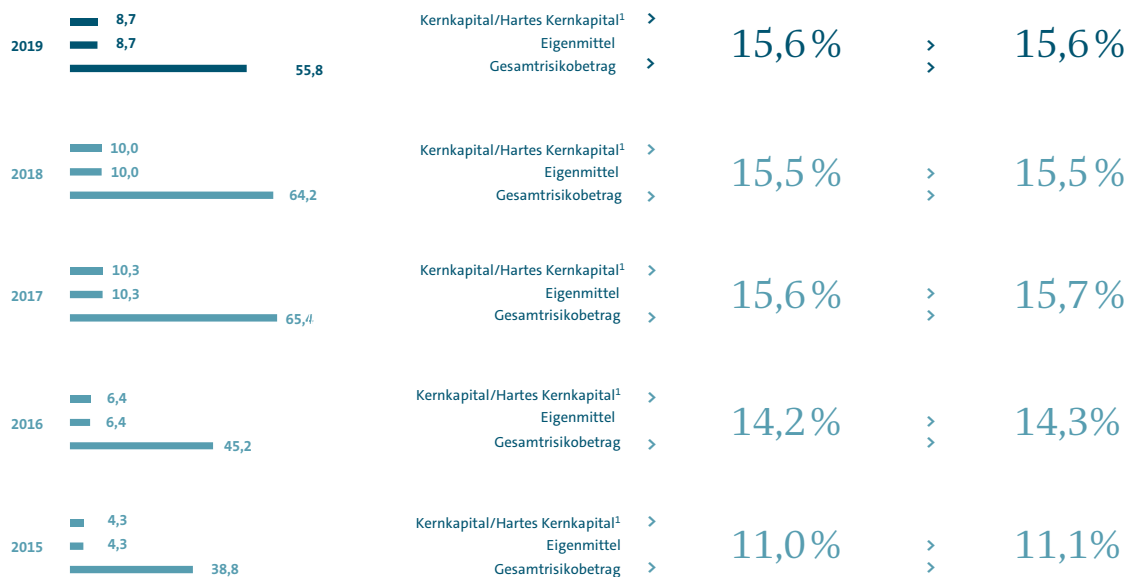 8,7 Kernkapital/Hartes Kernkapital¹ >
2019 8,7 Eigenmittel 15,6 % > 15,6 %
55,8 Gesamtrisikobetrag > >
10,0 Kernkapital/Hartes Kernkapital¹ >
2018 10,0 Eigenmittel 15,5 % > 15,5 %
64,2 Gesamtrisikobetrag > >
10,3 Kernkapital/Hartes Kernkapital¹ >
2017 10,3 Eigenmittel 15,6 % > 15,7 %
65,4 Gesamtrisikobetrag > >
6,4 Kernkapital/Hartes Kernkapital¹ >
2016 6,4 Eigenmittel 14,2 % > 14,3 %
45,2 Gesamtrisikobetrag > >
4,3 Kernkapital/Hartes Kernkapital¹ >
2015 4,3 Eigenmittel 11,0 % > 11,1 %
38,8 Gesamtrisikobetrag > >